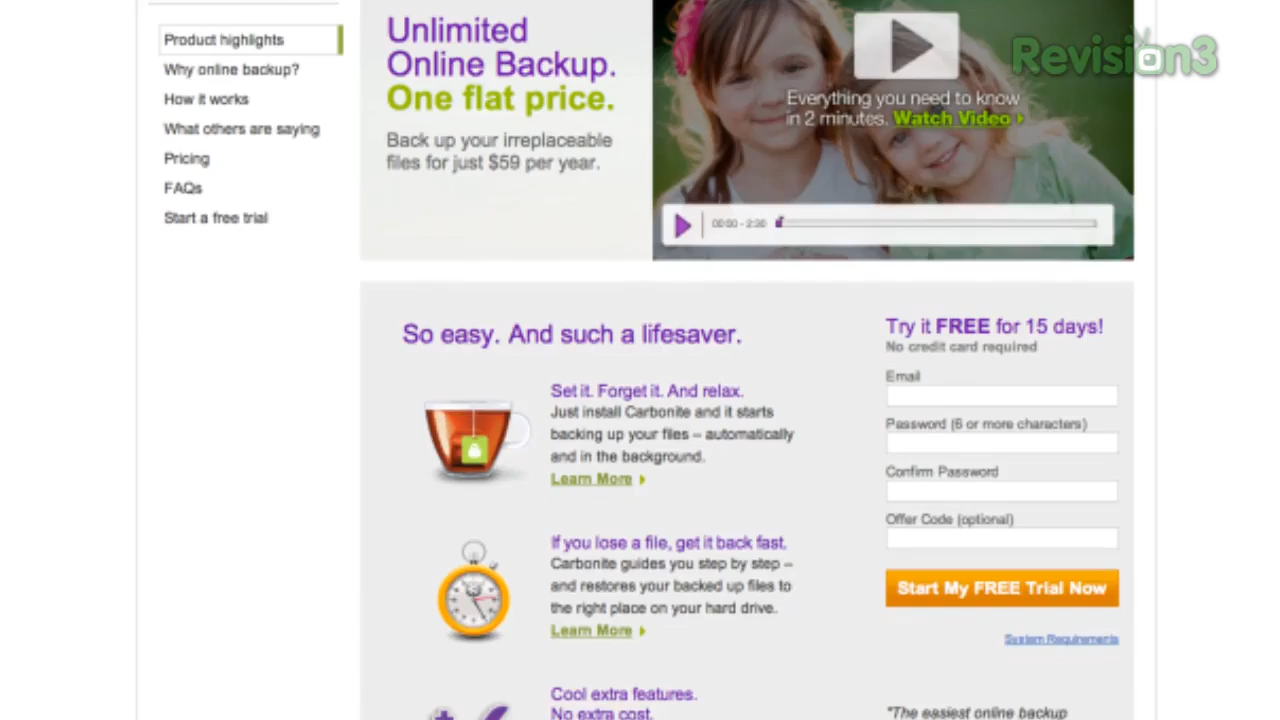 Product highlights
Why online backup?
How it works
What others are saying
Pricing
FAQs
Start a free trial
Unlimited
Online Backup.
One flat price.
Back up your irreplaceable
files for just $59 per year.
Revision3
Everything you need to know
in 2 minutes. Watch Video
00:00 - 2:30
So easy. And such a lifesaver.
Set it. Forget it. And relax.
Just install Carbonite and it starts
backing up your files – automatically
and in the background.
Learn More
If you lose a file, get it back fast.
Carbonite guides you step by step –
and restores your backed up files to
the right place on your hard drive.
Learn More
Cool extra features.
No extra cost.
Try it FREE for 15 days!
No credit card required
Email
Password (6 or more characters)
Confirm Password
Offer Code (optional)
Start My FREE Trial Now
System Requirements
"The easiest online backup